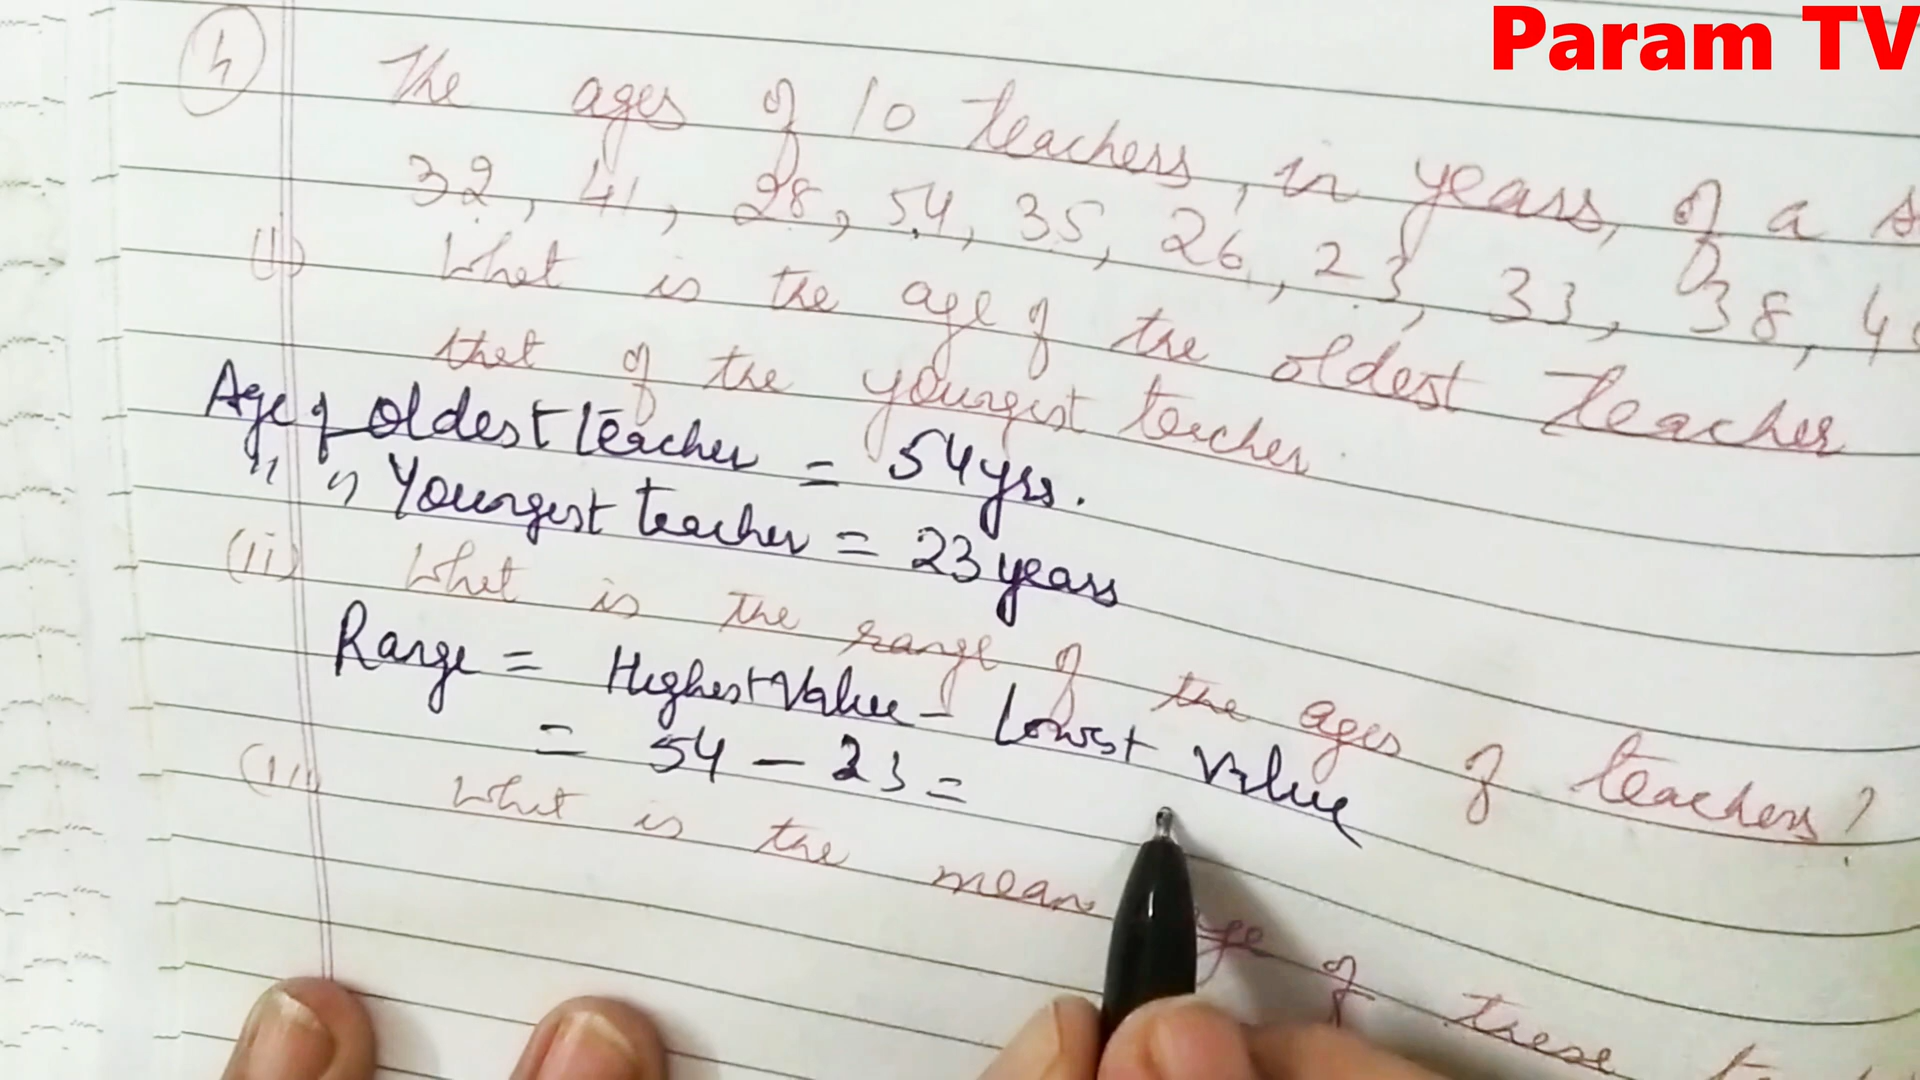 Param TV
4 The ages of 10 teachers, in years, of a
32, 41, 28, 54, 35, 26, 23, 33, 38, 4
(i) What is the age of the oldest teacher
that of the youngest teacher.
Age of oldest teacher = 54 yrs.
" " Youngest teacher = 23 years
(ii) What is the range of the ages of teachers?
Range = Highest Value - Lowest Value
= 54 - 23 =
(iii) What is the mean age of these